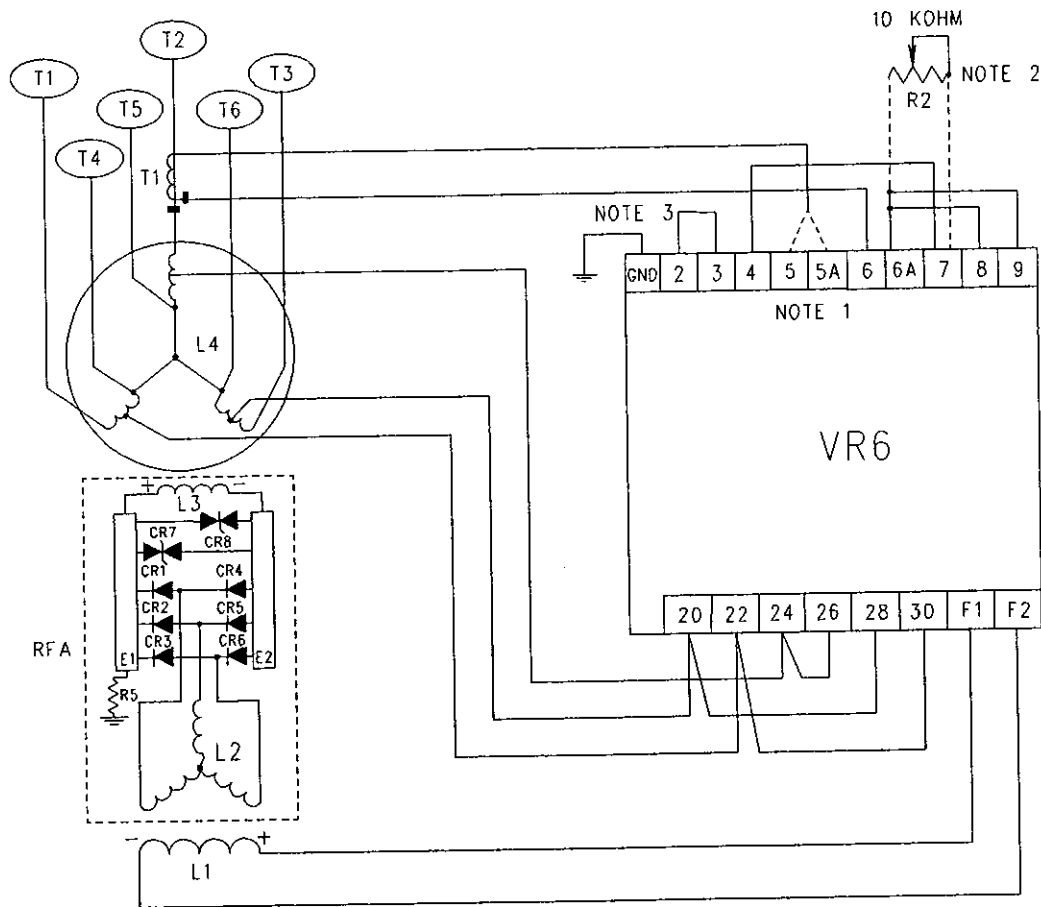 10 KOHM
T2
T1
T3
NOTE 2
R2
T5
T6
T4
T1
NOTE 3
GND 2 3 4 5 5A 6 6A 7 8 9
NOTE 1
L4
VR6
+ -
L3
CR7
CR8
CR1 CR4
CR2 CR5
CR3 CR6
E1 E2
RFA
R5
20 22 24 26 28 30 F1 F2
L2
- +
L1